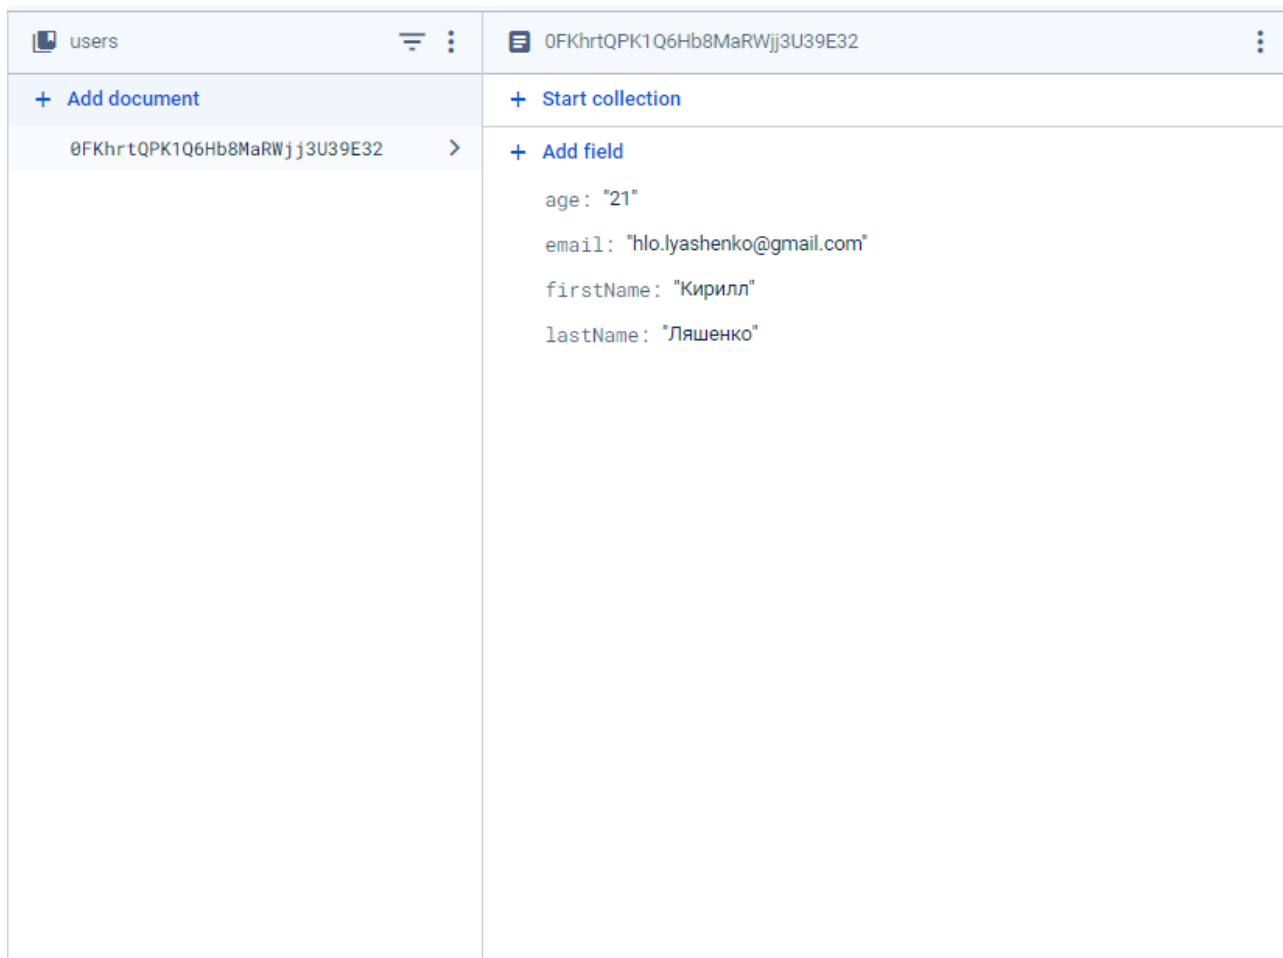 users
0FKhrtQPK1Q6Hb8MaRWjj3U39E32
+ Add document
+ Start collection
0FKhrtQPK1Q6Hb8MaRWjj3U39E32
+ Add field
age: "21"
email: "hlo.lyashenko@gmail.com"
firstName: "Кирилл"
lastName: "Ляшенко"